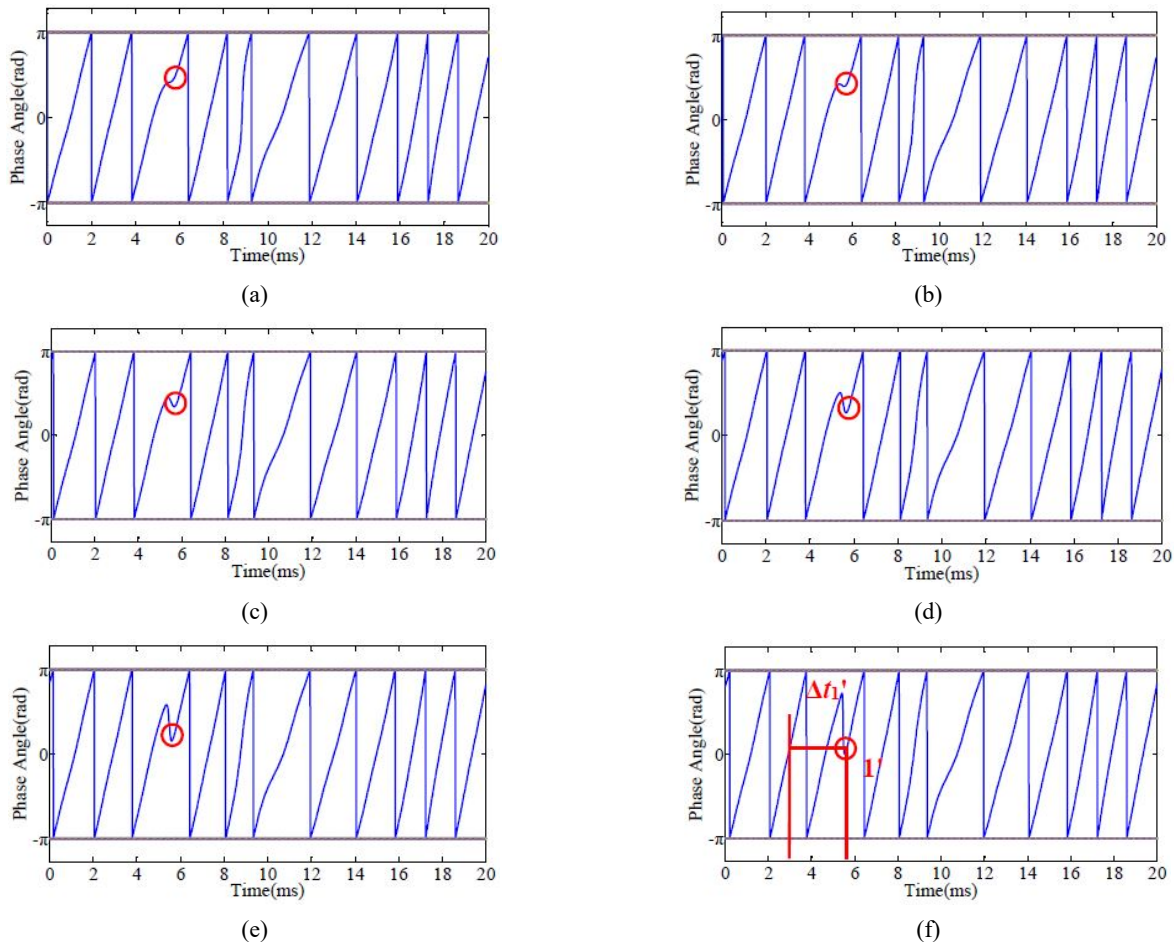 π
0
-π
Phase Angle(rad)
0 2 4 6 8 10 12 14 16 18 20
Time(ms)
(a)
π
0
-π
Phase Angle(rad)
0 2 4 6 8 10 12 14 16 18 20
Time(ms)
(b)
π
0
-π
Phase Angle(rad)
0 2 4 6 8 10 12 14 16 18 20
Time(ms)
(c)
π
0
-π
Phase Angle(rad)
0 2 4 6 8 10 12 14 16 18 20
Time(ms)
(d)
π
0
-π
Phase Angle(rad)
0 2 4 6 8 10 12 14 16 18 20
Time(ms)
(e)
π
0
-π
Phase Angle(rad)
Δt₁'
1'
0 2 4 6 8 10 12 14 16 18 20
Time(ms)
(f)